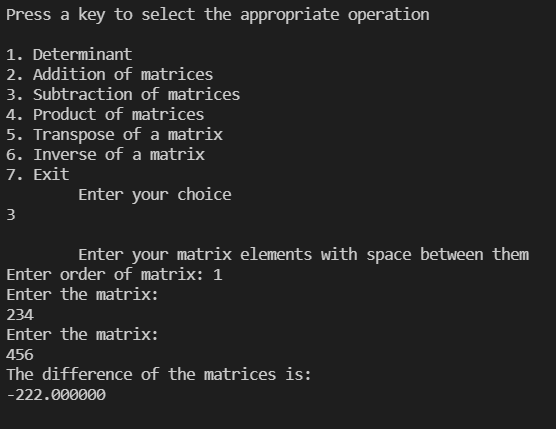 Press a key to select the appropriate operation
1. Determinant
2. Addition of matrices
3. Subtraction of matrices
4. Product of matrices
5. Transpose of a matrix
6. Inverse of a matrix
7. Exit
Enter your choice
3
Enter your matrix elements with space between them
Enter order of matrix: 1
Enter the matrix:
234
Enter the matrix:
456
The difference of the matrices is:
-222.000000